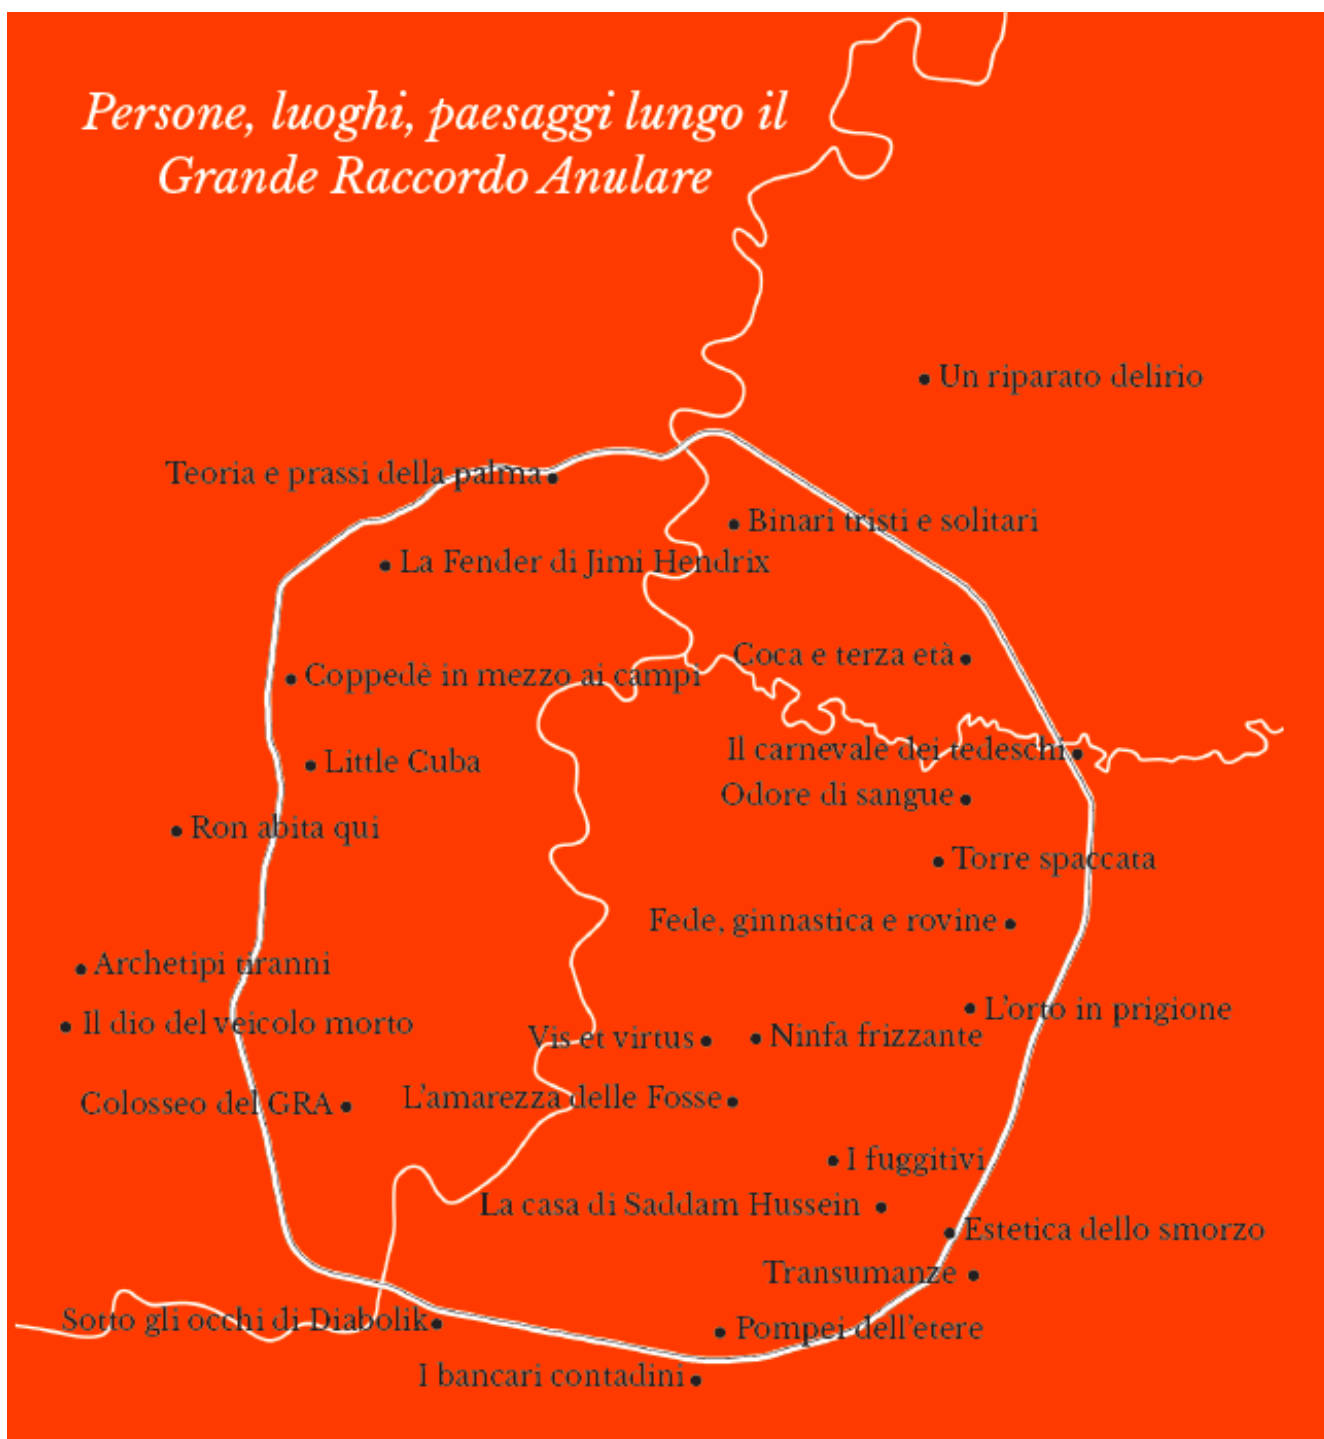 Persone, luoghi, paesaggi lungo il
Grande Raccordo Anulare
Un riparato delirio
Teoria e prassi della palma
Binari tristi e solitari
La Fender di Jimi Hendrix
Coca e terza età
Coppedè in mezzo ai campi
Il carnevale dei tedeschi
Little Cuba
Odore di sangue
Ron abita qui
Torre spaccata
Fede, ginnastica e rovine
Archetipi tiranni
L'orto in prigione
Il dio del veicolo morto
Vis et virtus
Ninfa frizzante
Colosseo del GRA
L'amarezza delle Fosse
I fuggitivi
La casa di Saddam Hussein
Estetica dello smorzo
Transumanze
Sotto gli occhi di Diabolik
Pompei dell'etere
I bancari contadini